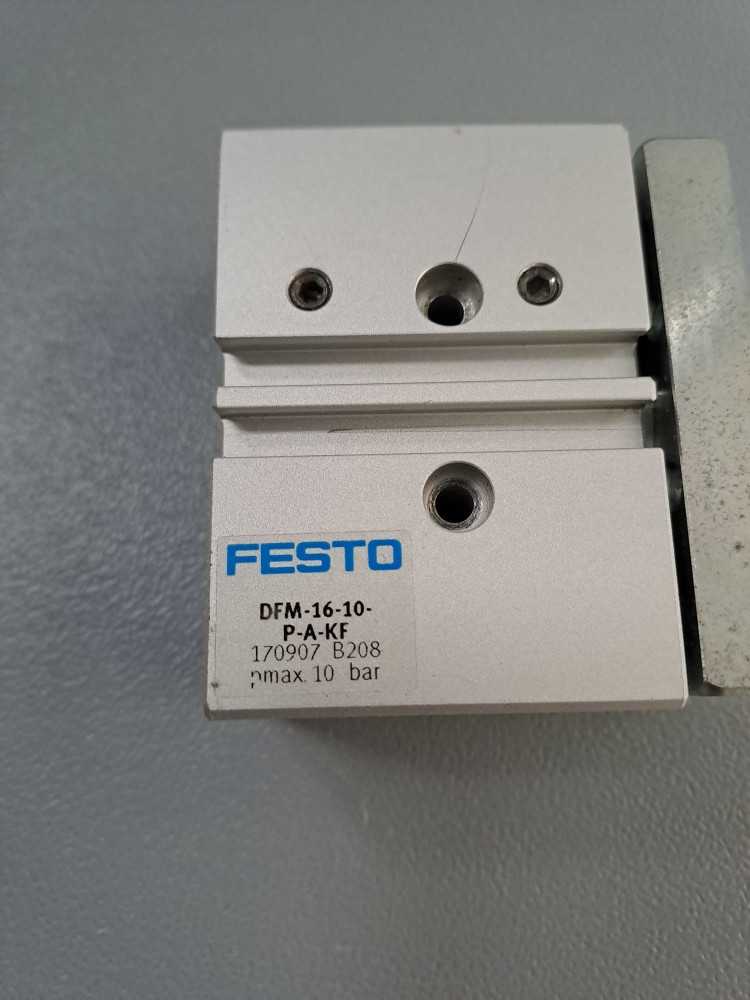 FESTO
DFM-16-10-
P-A-KF
170907 B208
pmax. 10 bar